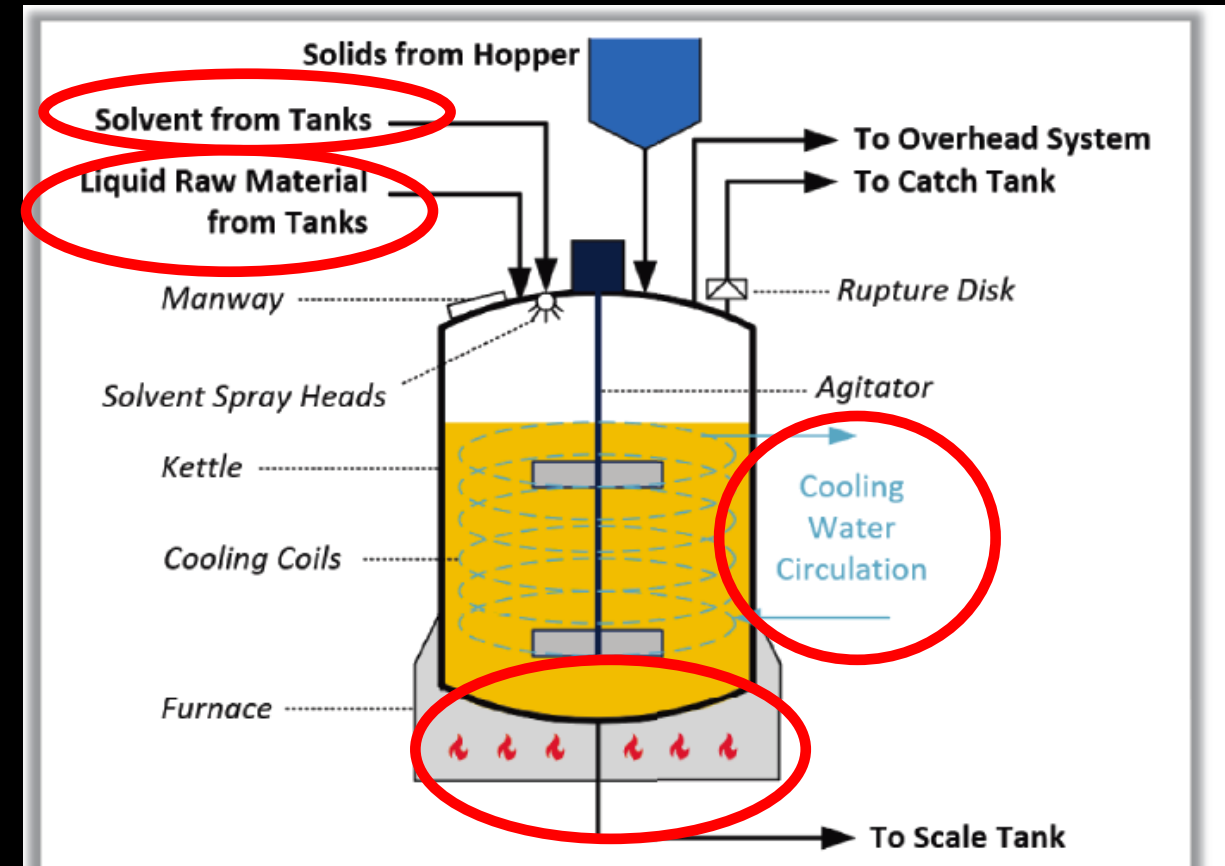 Solids from Hopper
Solvent from Tanks
Liquid Raw Material
from Tanks
To Overhead System
To Catch Tank
Manway
Rupture Disk
Solvent Spray Heads
Agitator
Kettle
Cooling
Water
Circulation
Cooling Coils
Furnace
To Scale Tank